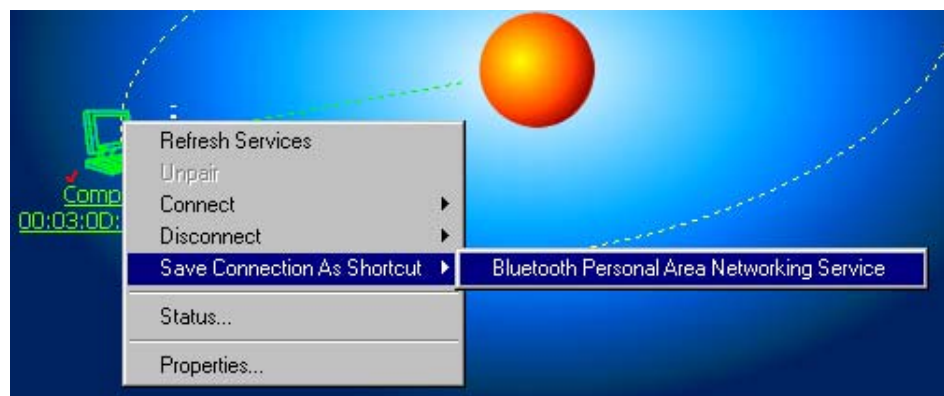 Refresh Services
Unpair
Connect
Disconnect
Save Connection As Shortcut
Bluetooth Personal Area Networking Service
Status...
Properties...
Comp
00:03:0D: